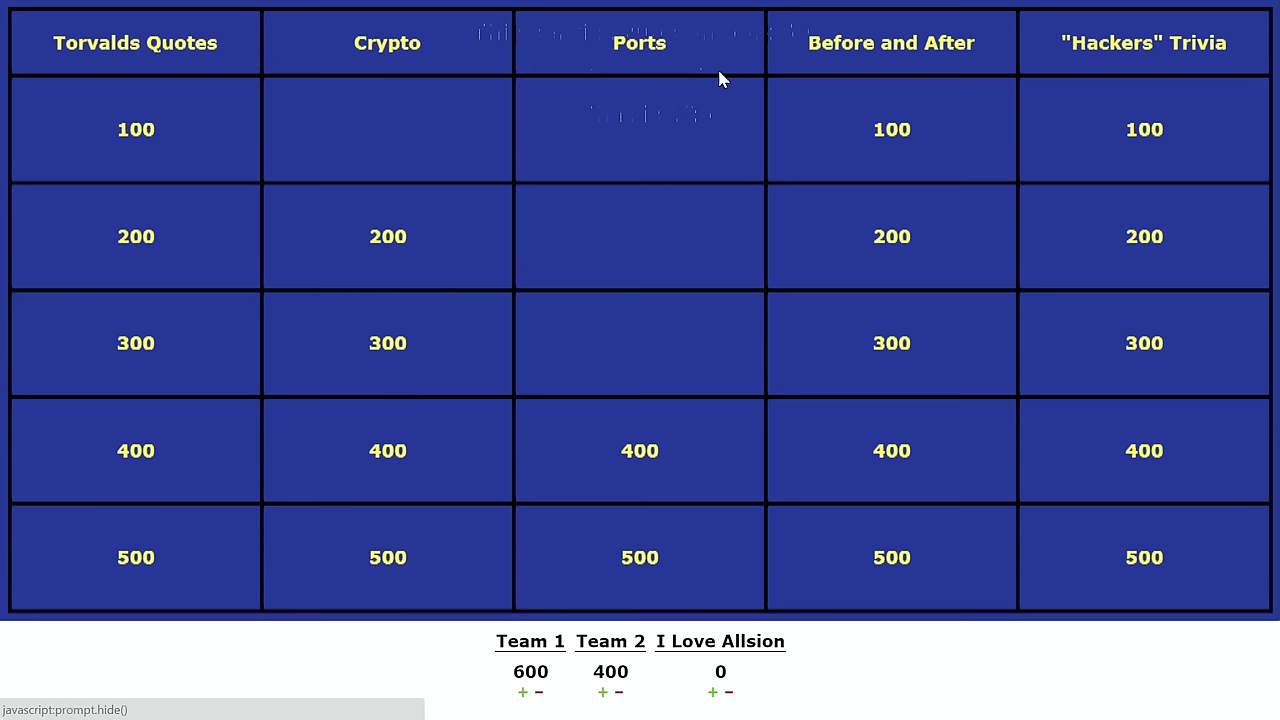 Torvalds Quotes Crypto Ports Before and After "Hackers" Trivia
100 100 100
200 200 200 200
300 300 300 300
400 400 400 400 400
500 500 500 500 500
Team 1 Team 2 I Love Allsion
600 400 0
+ − + − + −
javascript:prompt.hide()